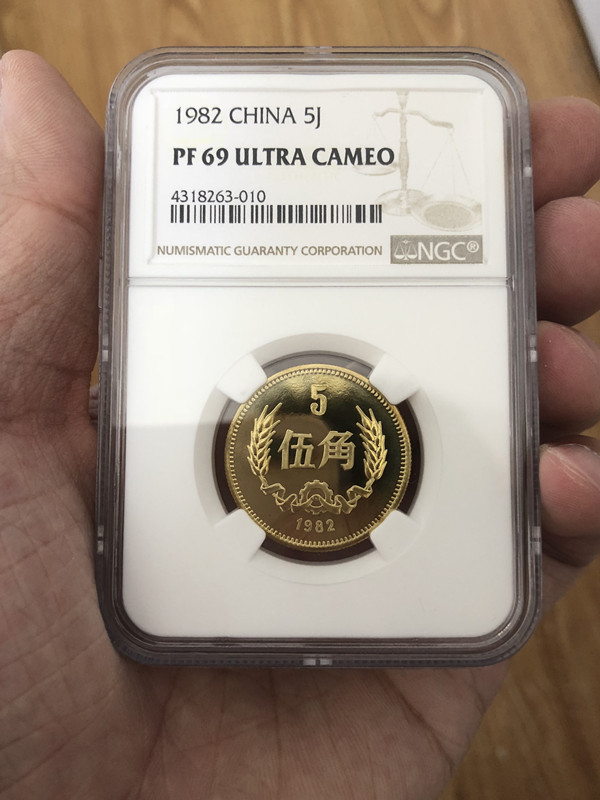 1982 CHINA 5J
PF 69 ULTRA CAMEO
4318263-010
NUMISMATIC GUARANTY CORPORATION
NGC®
5
伍角
1982